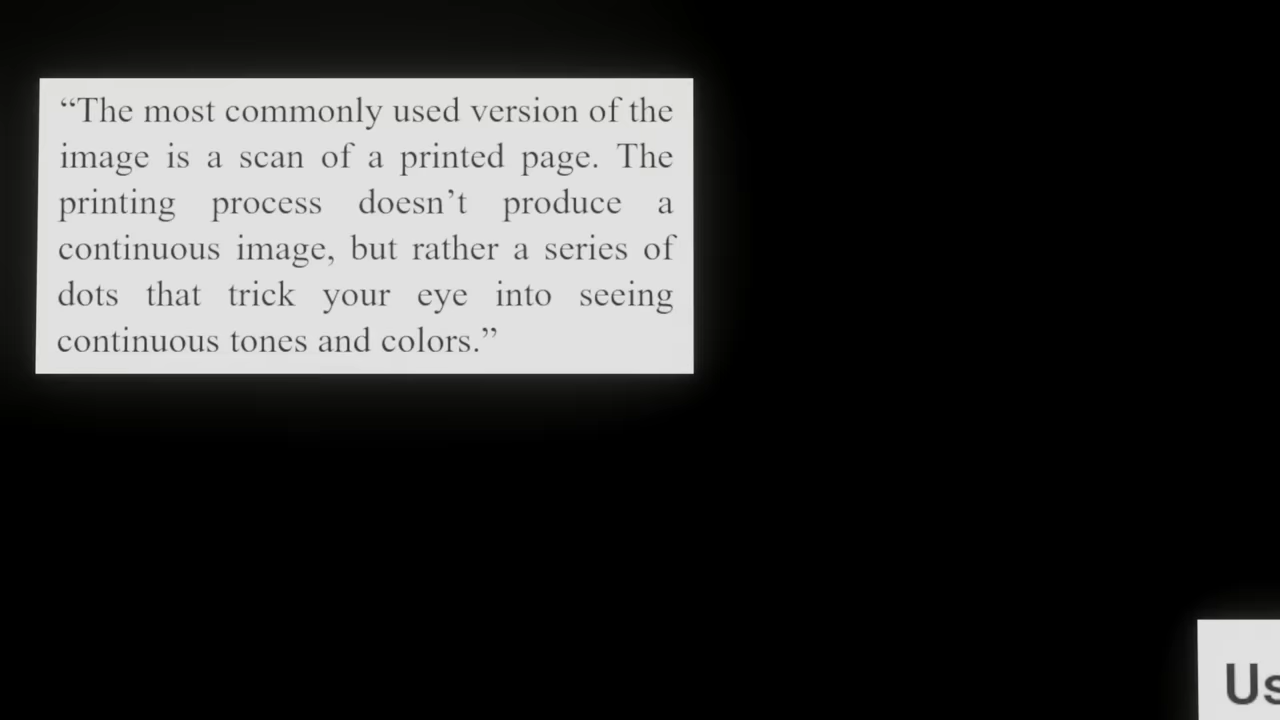 “The most commonly used version of the
image is a scan of a printed page. The
printing process doesn’t produce a
continuous image, but rather a series of
dots that trick your eye into seeing
continuous tones and colors.”